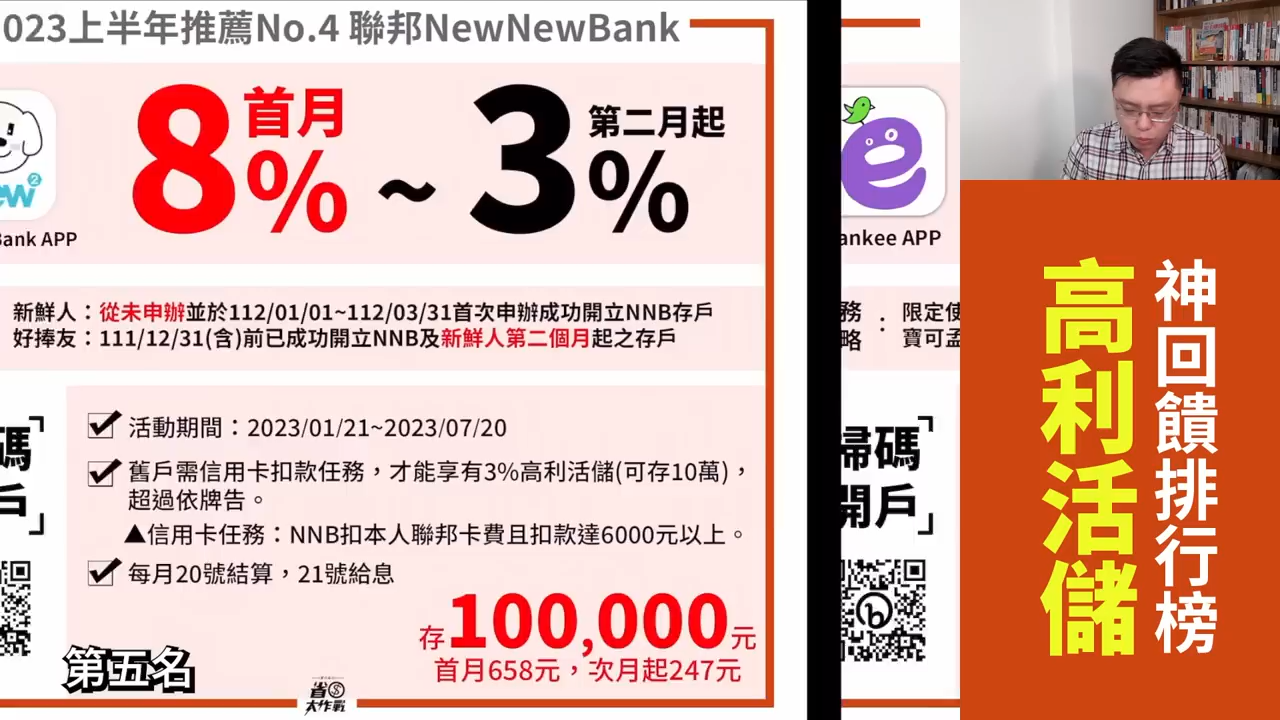 023上半年推薦No.4 聯邦NewNewBank
8% 首月 ~ 3% 第二月起
ew2
Bank APP
新鮮人：從未申辦並於112/01/01~112/03/31首次申辦成功開立NNB存戶
好捧友：111/12/31(含)前已成功開立NNB及新鮮人第二個月起之存戶
碼
戶
活動期間：2023/01/21~2023/07/20
舊戶需信用卡扣款任務，才能享有3%高利活儲(可存10萬)，
超過依牌告。
▲信用卡任務：NNB扣本人聯邦卡費且扣款達6000元以上。
每月20號結算，21號給息
存100,000元
首月658元，次月起247元
第五名
省$
大作戰
e
ankee APP
務：限定使
略 寶可孟
掃碼
開戶
b
神回饋排行榜
高利活儲